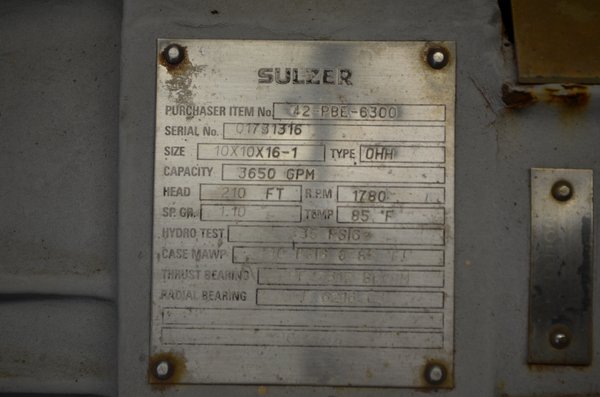 SULZER
PURCHASER ITEM No. 42-PBE-6300
SERIAL No. 01731316
SIZE 10X10X16-1 TYPE OHH
CAPACITY 3650 GPM
HEAD 210 FT R.P.M 1780
SP. GR. 1.10 TEMP 85 °F
HYDRO TEST PSIG
CASE MAWP
THRUST BEARING
RADIAL BEARING